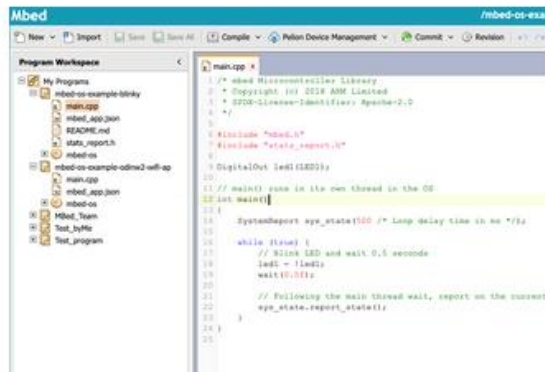 Mbed
/mbed-os-exa
New Import Save Save All Compile Pelion Device Management Commit Revision
Program Workspace <
My Programs
mbed-os-example-blinky
main.cpp
mbed_app.json
README.md
stats_report.h
mbed-os
mbed-os-example-odinw2-wifi-ap
main.cpp
mbed_app.json
mbed-os
MBed_Team
Test_byMe
Test_program
main.cpp ×
1 /* mbed Microcontroller Library
2 * Copyright (c) 2018 ARM Limited
3 * SPDX-License-Identifier: Apache-2.0
4 */
5
6 #include "mbed.h"
7 #include "stats_report.h"
8
9 DigitalOut led1(LED1);
10
11 // main() runs in its own thread in the OS
12 int main()
13 {
14 SystemReport sys_state(500 /* Loop delay time in ms */);
15
16 while (true) {
17 // Blink LED and wait 0.5 seconds
18 led1 = !led1;
19 wait(0.5f);
20
21 // Following the main thread wait, report on the current
22 sys_state.report_state();
23 }
24 }
25